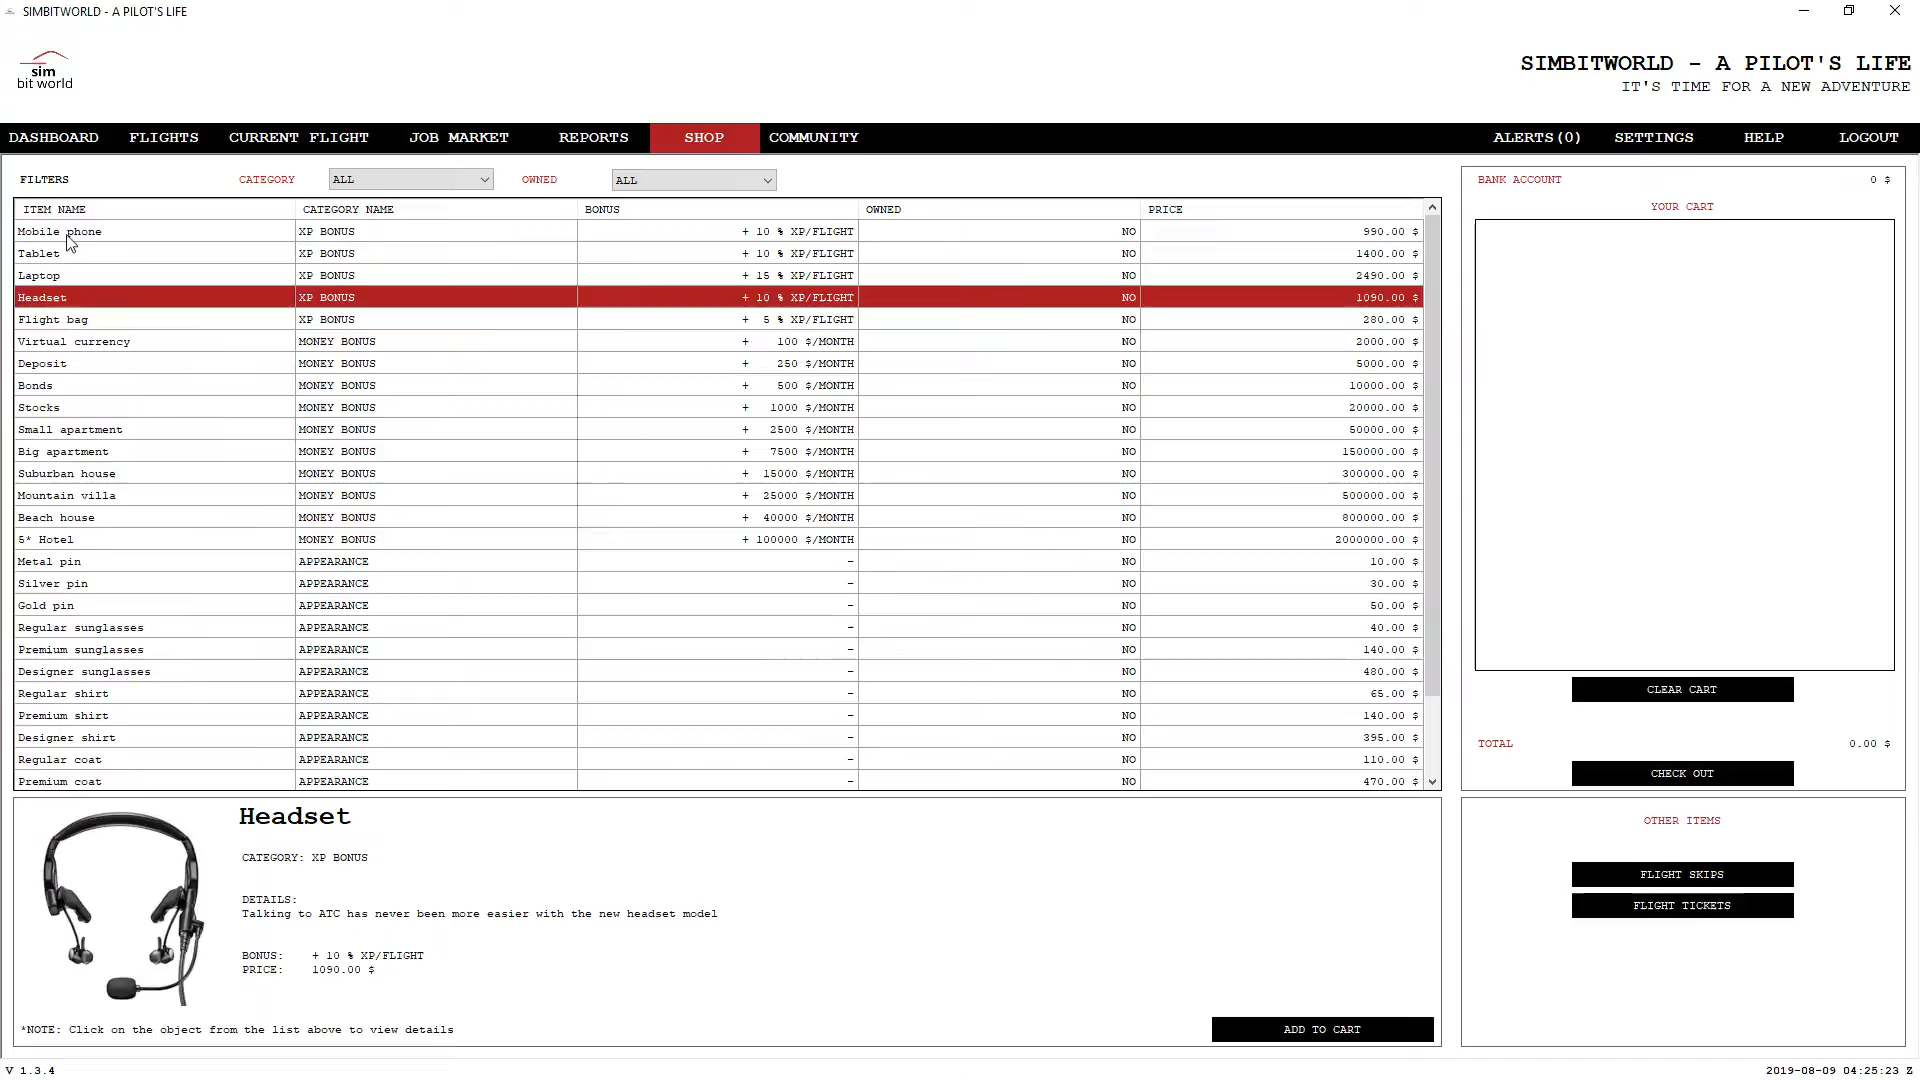 SIMBITWORLD - A PILOT'S LIFE
sim
bit world
SIMBITWORLD - A PILOT'S LIFE
IT'S TIME FOR A NEW ADVENTURE
DASHBOARD FLIGHTS CURRENT FLIGHT JOB MARKET REPORTS SHOP COMMUNITY ALERTS(0) SETTINGS HELP LOGOUT
FILTERS CATEGORY ALL OWNED ALL
ITEM NAME CATEGORY NAME BONUS OWNED PRICE
Mobile phone XP BONUS + 10 % XP/FLIGHT NO 990.00 $
Tablet XP BONUS + 10 % XP/FLIGHT NO 1400.00 $
Laptop XP BONUS + 15 % XP/FLIGHT NO 2490.00 $
Headset XP BONUS + 10 % XP/FLIGHT NO 1090.00 $
Flight bag XP BONUS + 5 % XP/FLIGHT NO 280.00 $
Virtual currency MONEY BONUS + 100 $/MONTH NO 2000.00 $
Deposit MONEY BONUS + 250 $/MONTH NO 5000.00 $
Bonds MONEY BONUS + 500 $/MONTH NO 10000.00 $
Stocks MONEY BONUS + 1000 $/MONTH NO 20000.00 $
Small apartment MONEY BONUS + 2500 $/MONTH NO 50000.00 $
Big apartment MONEY BONUS + 7500 $/MONTH NO 150000.00 $
Suburban house MONEY BONUS + 15000 $/MONTH NO 300000.00 $
Mountain villa MONEY BONUS + 25000 $/MONTH NO 500000.00 $
Beach house MONEY BONUS + 40000 $/MONTH NO 800000.00 $
5* Hotel MONEY BONUS + 100000 $/MONTH NO 2000000.00 $
Metal pin APPEARANCE - NO 10.00 $
Silver pin APPEARANCE - NO 30.00 $
Gold pin APPEARANCE - NO 50.00 $
Regular sunglasses APPEARANCE - NO 40.00 $
Premium sunglasses APPEARANCE - NO 140.00 $
Designer sunglasses APPEARANCE - NO 480.00 $
Regular shirt APPEARANCE - NO 65.00 $
Premium shirt APPEARANCE - NO 140.00 $
Designer shirt APPEARANCE - NO 395.00 $
Regular coat APPEARANCE - NO 110.00 $
Premium coat APPEARANCE - NO 470.00 $
BANK ACCOUNT 0 $
YOUR CART
CLEAR CART
TOTAL 0.00 $
CHECK OUT
Headset
CATEGORY: XP BONUS
DETAILS:
Talking to ATC has never been more easier with the new headset model
BONUS: + 10 % XP/FLIGHT
PRICE: 1090.00 $
*NOTE: Click on the object from the list above to view details
ADD TO CART
OTHER ITEMS
FLIGHT SKIPS
FLIGHT TICKETS
V 1.3.4
2019-08-09 04:25:23 Z